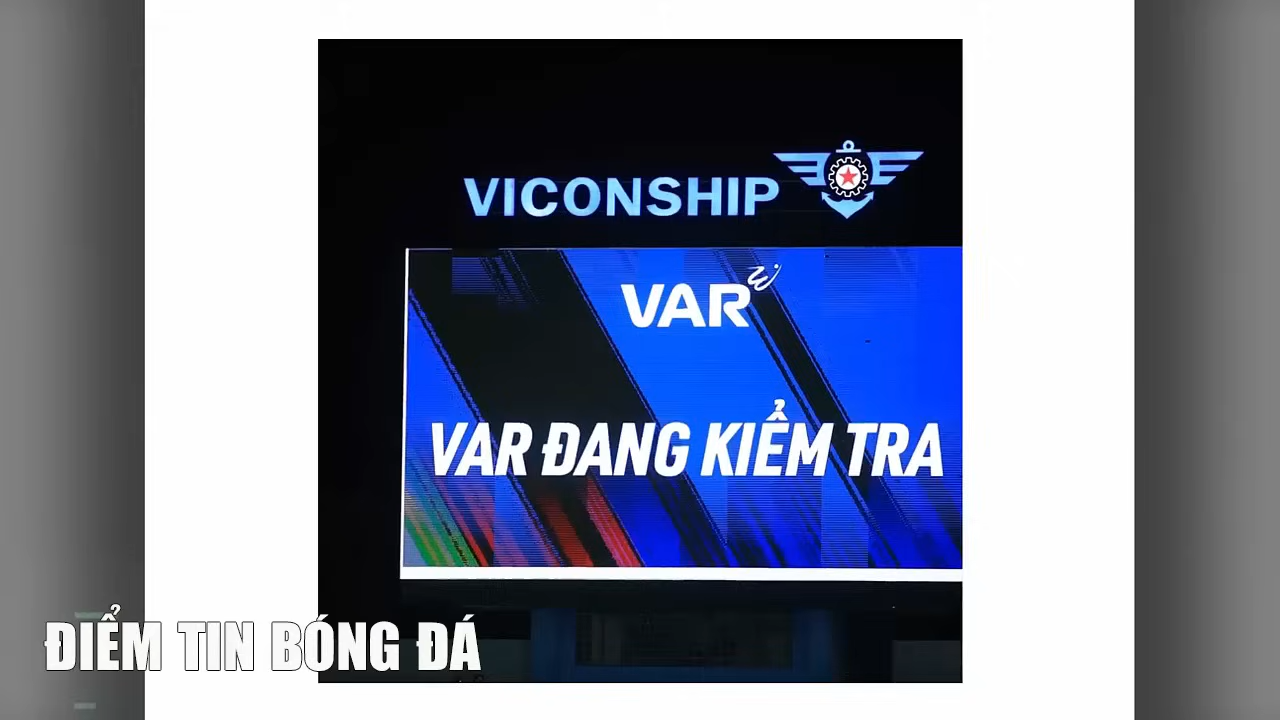 VICONSHIP
VAR
VAR ĐANG KIỂM TRA
ĐIỂM TIN BÓNG ĐÁ